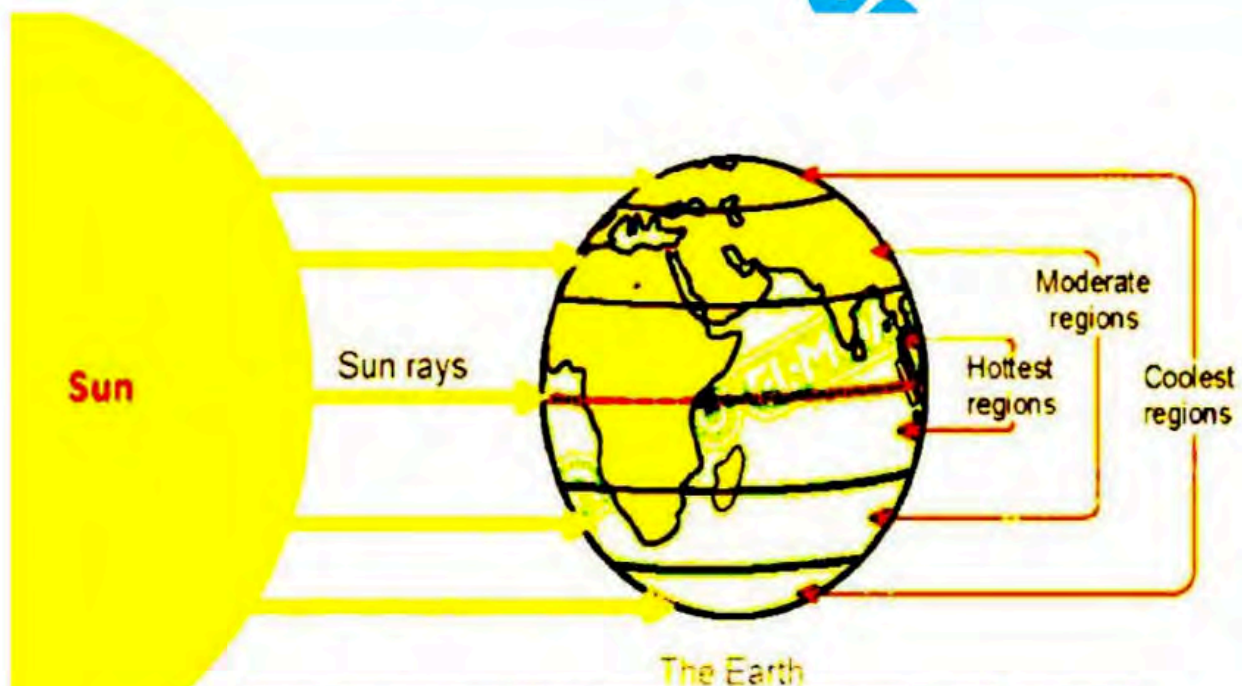 Sun
Sun rays
Moderate
regions
Hottest
regions
Coolest
regions
The Earth